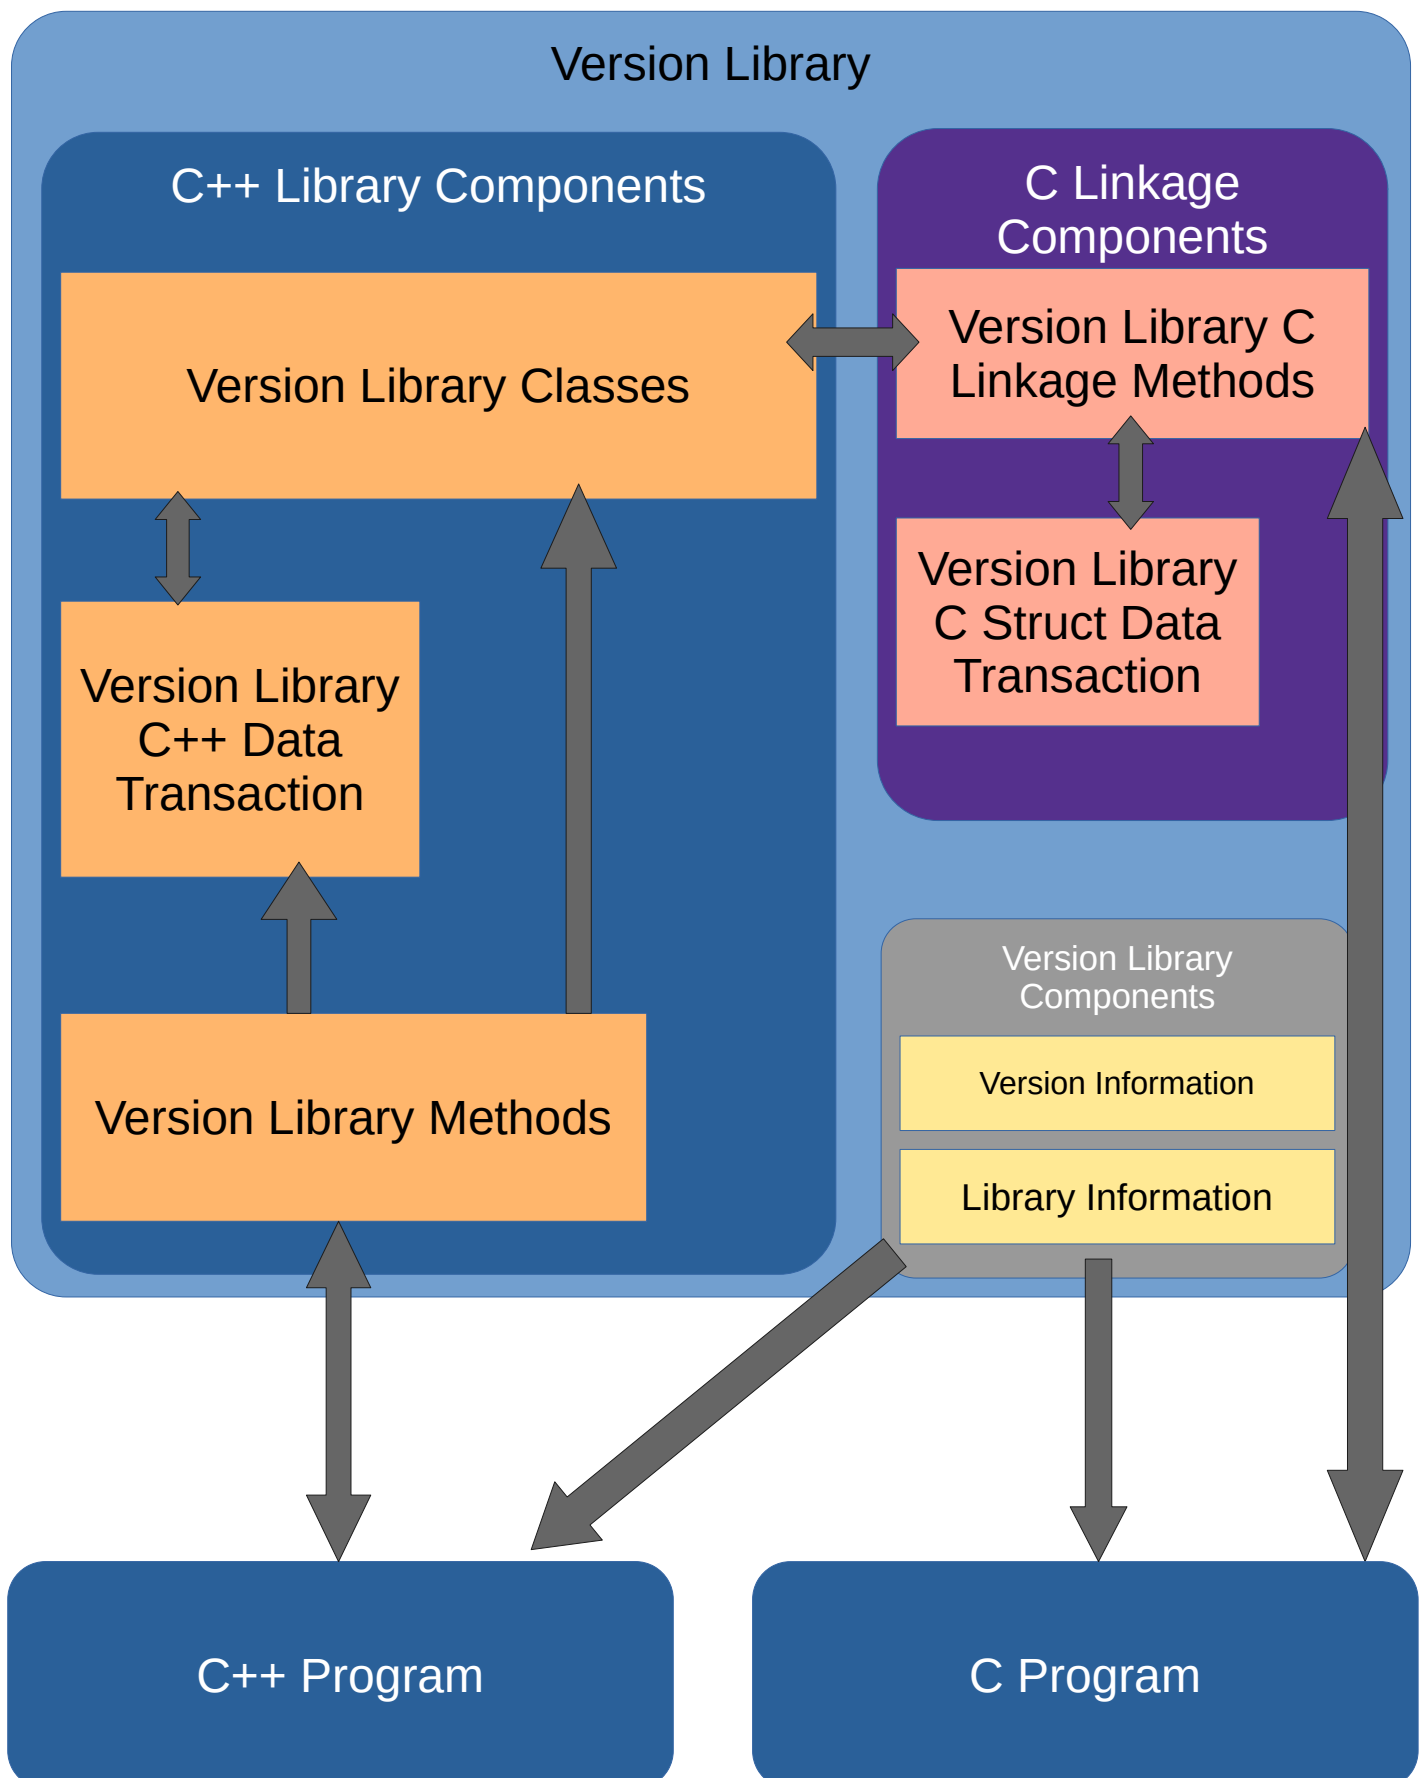 Version Library
C++ Library Components
Version Library Classes
Version Library
C++ Data
Transaction
Version Library Methods
C Linkage
Components
Version Library C
Linkage Methods
Version Library
C Struct Data
Transaction
Version Library
Components
Version Information
Library Information
C++ Program
C Program